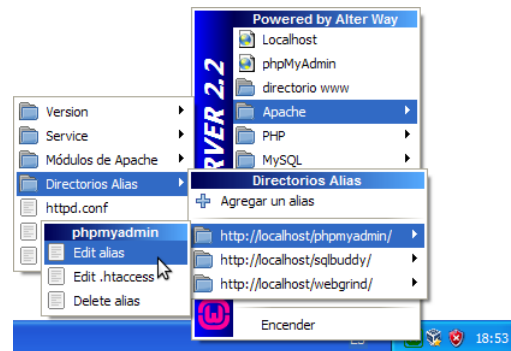 Powered by Alter Way
Localhost
phpMyAdmin
directorio www
Apache
PHP
MySQL
RVER 2.2
Version
Service
Módulos de Apache
Directorios Alias
httpd.conf
Directorios Alias
Agregar un alias
http://localhost/phpmyadmin/
http://localhost/sqlbuddy/
http://localhost/webgrind/
phpmyadmin
Edit alias
Edit .htaccess
Delete alias
Encender
18:53